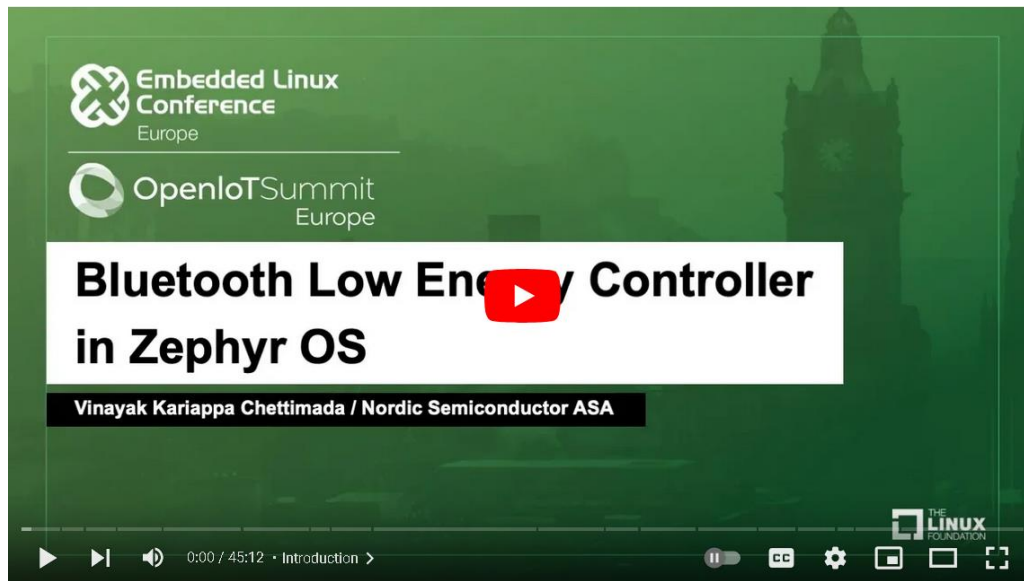 Embedded Linux
Conference
Europe
OpenIoTSummit
Europe
Bluetooth Low Energy Controller
in Zephyr OS
Vinayak Kariappa Chettimada / Nordic Semiconductor ASA
THE
LINUX
FOUNDATION
0:00 / 45:12 • Introduction
CC